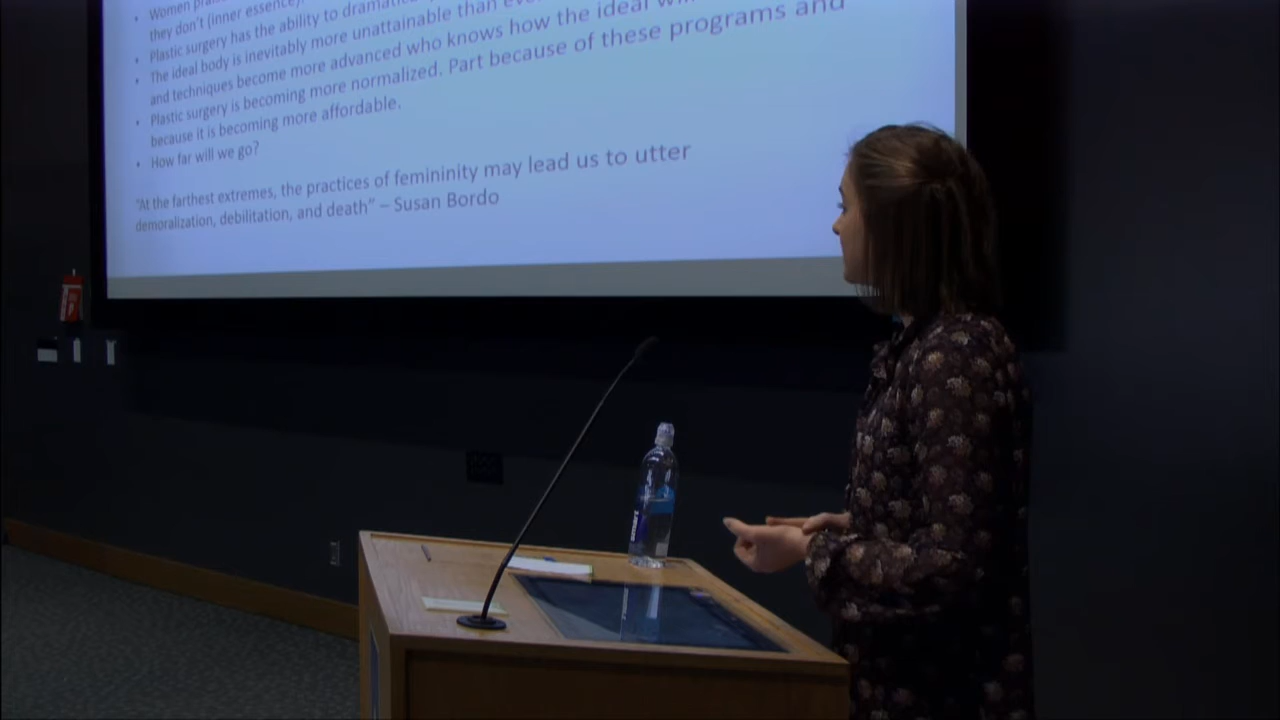 • Women
they don't (inner essence).
• Plastic surgery has the ability to
• The ideal body is inevitably more unattainable than
and techniques become more advanced who knows how the ideal
• Plastic surgery is becoming more normalized. Part because of these programs and
because it is becoming more affordable.
• How far will we go?
"At the farthest extremes, the practices of femininity may lead us to utter
demoralization, debilitation, and death" – Susan Bordo